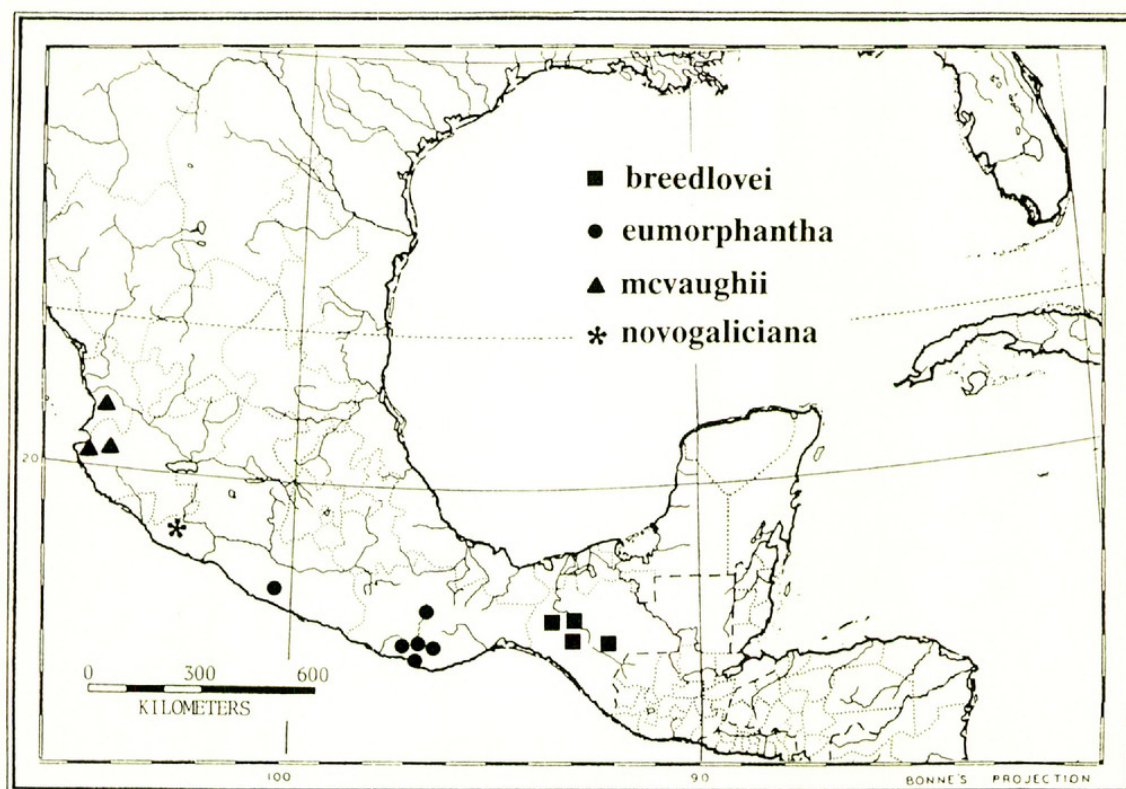 breedlovei
eumorphantha
mcvaughii
novogaliciana
20
0 300 600
KILOMETERS
100
90
BONNE'S PROJECTION